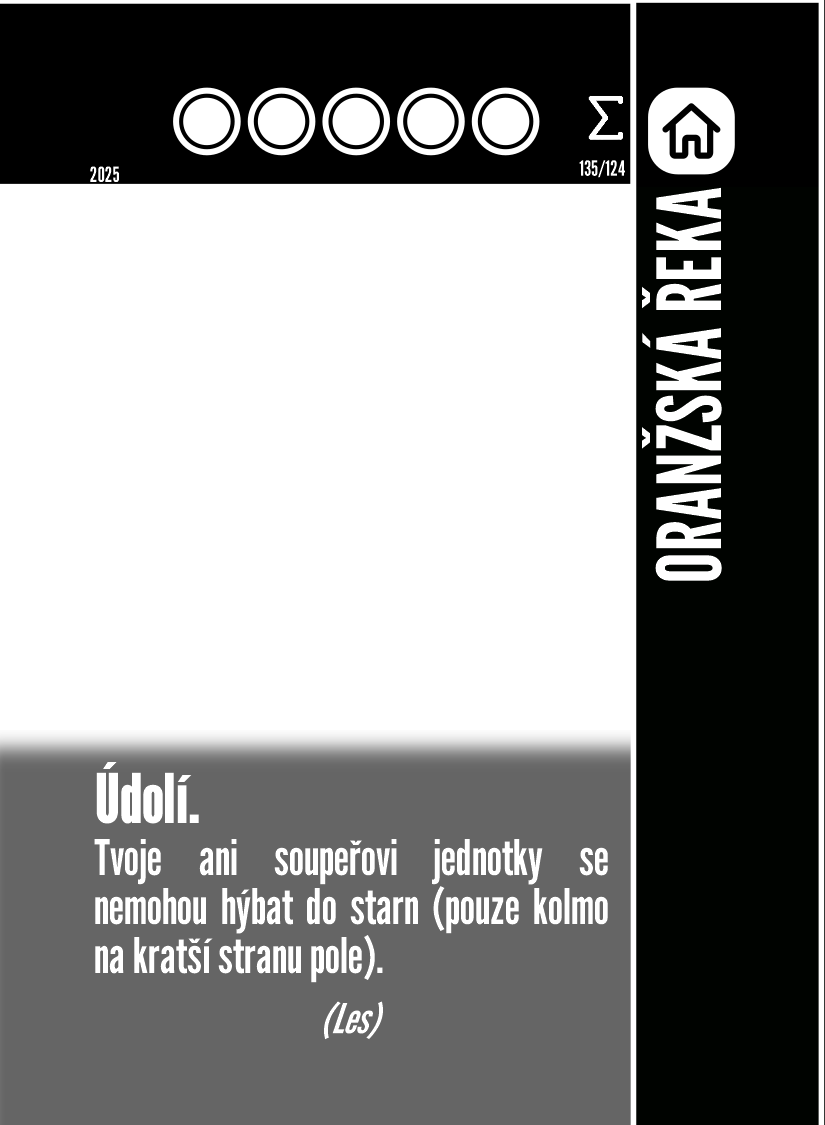 Σ
2025
135/124
ORANŽSKÁ ŘEKA
Údolí.
Tvoje ani soupeřovi jednotky se
nemohou hýbat do starn (pouze kolmo
na kratší stranu pole).
(Les)